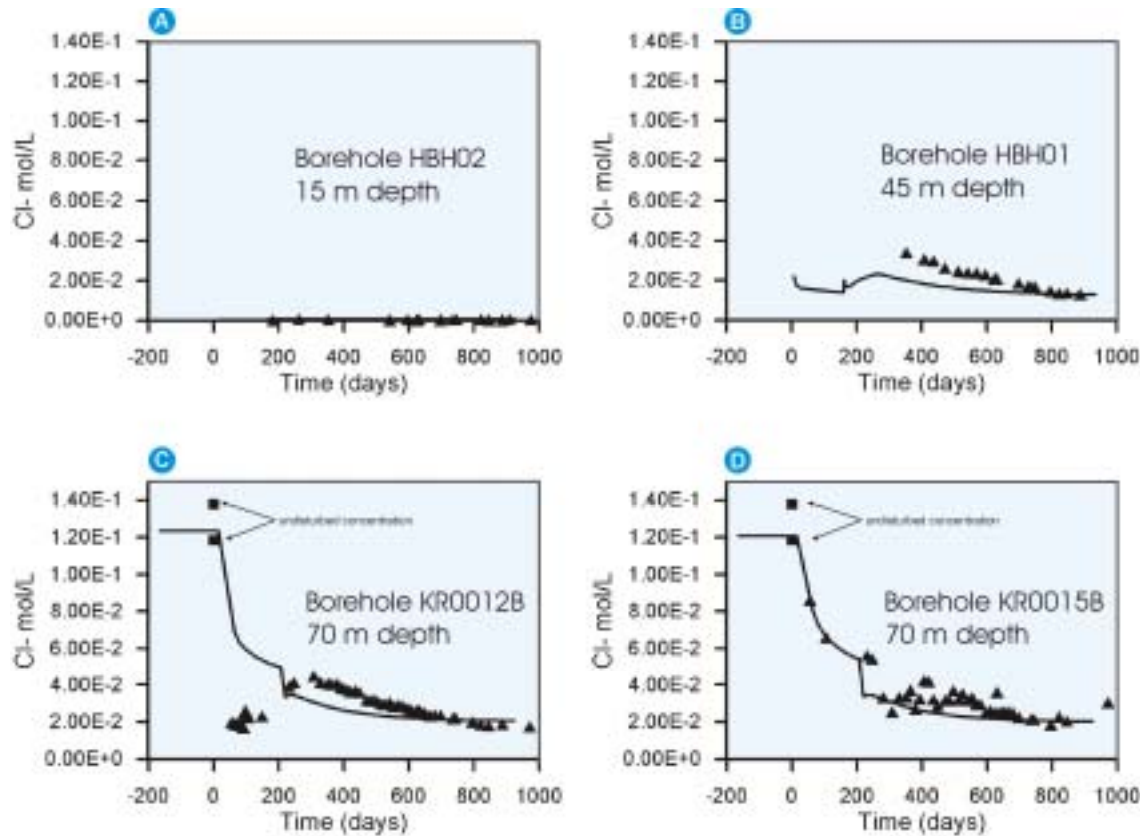 A
1.40E-1
1.20E-1
1.00E-1
8.00E-2
6.00E-2
4.00E-2
2.00E-2
0.00E+0
Cl- mol/L
Borehole HBH02
15 m depth
-200 0 200 400 600 800 1000
Time (days)
B
1.40E-1
1.20E-1
1.00E-1
8.00E-2
6.00E-2
4.00E-2
2.00E-2
0.00E+0
Cl- mol/L
Borehole HBH01
45 m depth
-200 0 200 400 600 800 1000
Time (days)
C
1.40E-1
1.20E-1
1.00E-1
8.00E-2
6.00E-2
4.00E-2
2.00E-2
0.00E+0
Cl- mol/L
undisturbed concentration
Borehole KR0012B
70 m depth
-200 0 200 400 600 800 1000
Time (days)
D
1.40E-1
1.20E-1
1.00E-1
8.00E-2
6.00E-2
4.00E-2
2.00E-2
0.00E+0
Cl- mol/L
undisturbed concentration
Borehole KR0015B
70 m depth
-200 0 200 400 600 800 1000
Time (days)